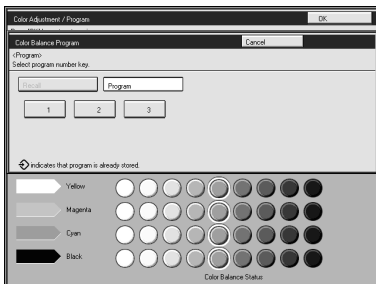 Color Adjustment / Program
OK
Color Balance Program
Cancel
<Program>
Select program number key.
Recall
Program
1
2
3
indicates that program is already stored.
Yellow
Magenta
Cyan
Black
Color Balance Status